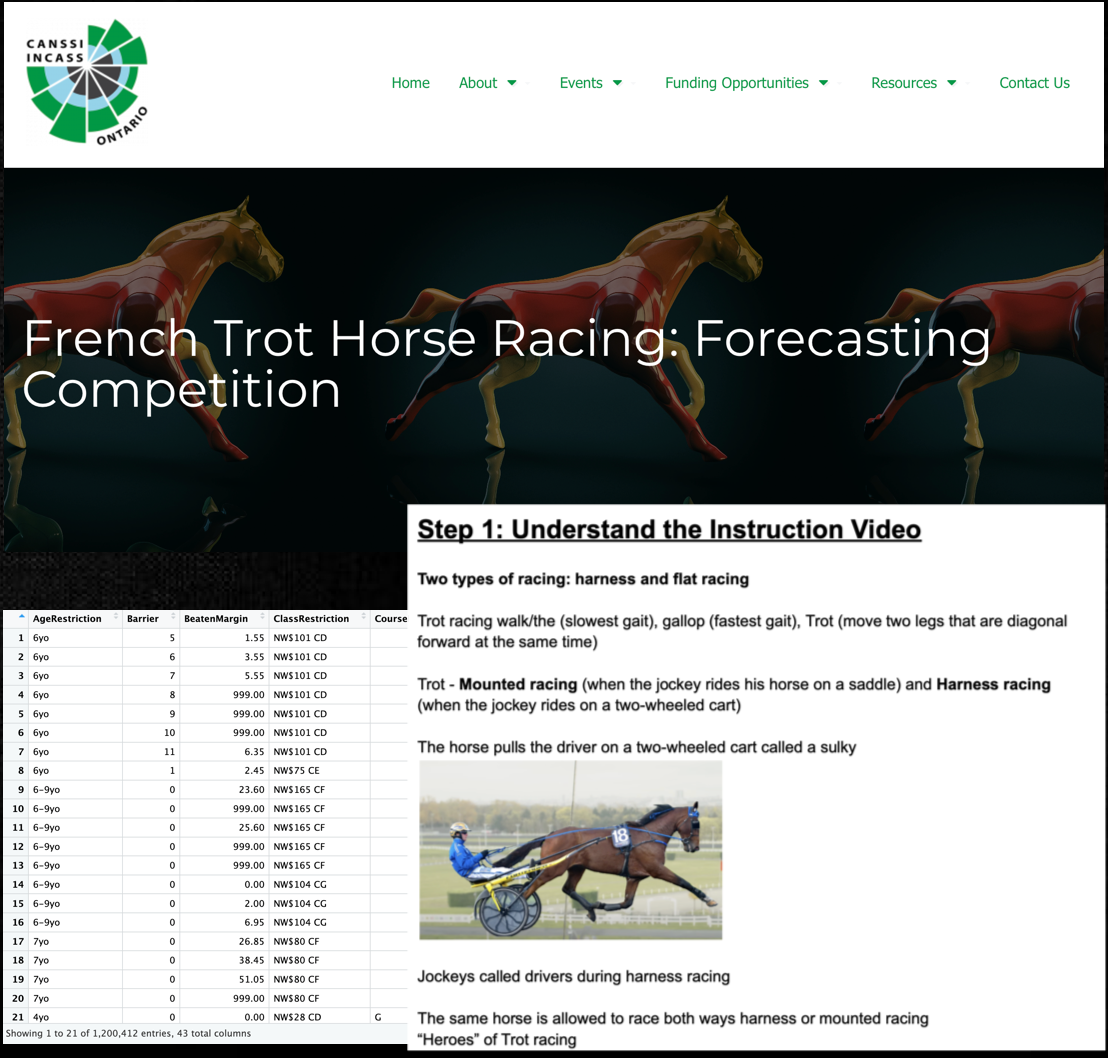 CANSSI
INCASS
ONTARIO
Home About Events Funding Opportunities Resources Contact Us
French Trot Horse Racing: Forecasting
Competition
Step 1: Understand the Instruction Video
Two types of racing: harness and flat racing
Trot racing walk/the (slowest gait), gallop (fastest gait), Trot (move two legs that are diagonal
forward at the same time)
Trot - Mounted racing (when the jockey rides his horse on a saddle) and Harness racing
(when the jockey rides on a two-wheeled cart)
The horse pulls the driver on a two-wheeled cart called a sulky
18
Jockeys called drivers during harness racing
The same horse is allowed to race both ways harness or mounted racing
“Heroes” of Trot racing
AgeRestriction Barrier BeatenMargin ClassRestriction Course
1 6yo 5 1.55 NW$101 CD
2 6yo 6 3.55 NW$101 CD
3 6yo 7 5.55 NW$101 CD
4 6yo 8 999.00 NW$101 CD
5 6yo 9 999.00 NW$101 CD
6 6yo 10 999.00 NW$101 CD
7 6yo 11 6.35 NW$101 CD
8 6yo 1 2.45 NW$75 CE
9 6-9yo 0 23.60 NW$165 CF
10 6-9yo 0 999.00 NW$165 CF
11 6-9yo 0 25.60 NW$165 CF
12 6-9yo 0 999.00 NW$165 CF
13 6-9yo 0 999.00 NW$165 CF
14 6-9yo 0 0.00 NW$104 CG
15 6-9yo 0 2.00 NW$104 CG
16 6-9yo 0 6.95 NW$104 CG
17 7yo 0 26.85 NW$80 CF
18 7yo 0 38.45 NW$80 CF
19 7yo 0 51.05 NW$80 CF
20 7yo 0 999.00 NW$80 CF
21 4yo 0 0.00 NW$28 CD G
Showing 1 to 21 of 1,200,412 entries, 43 total columns